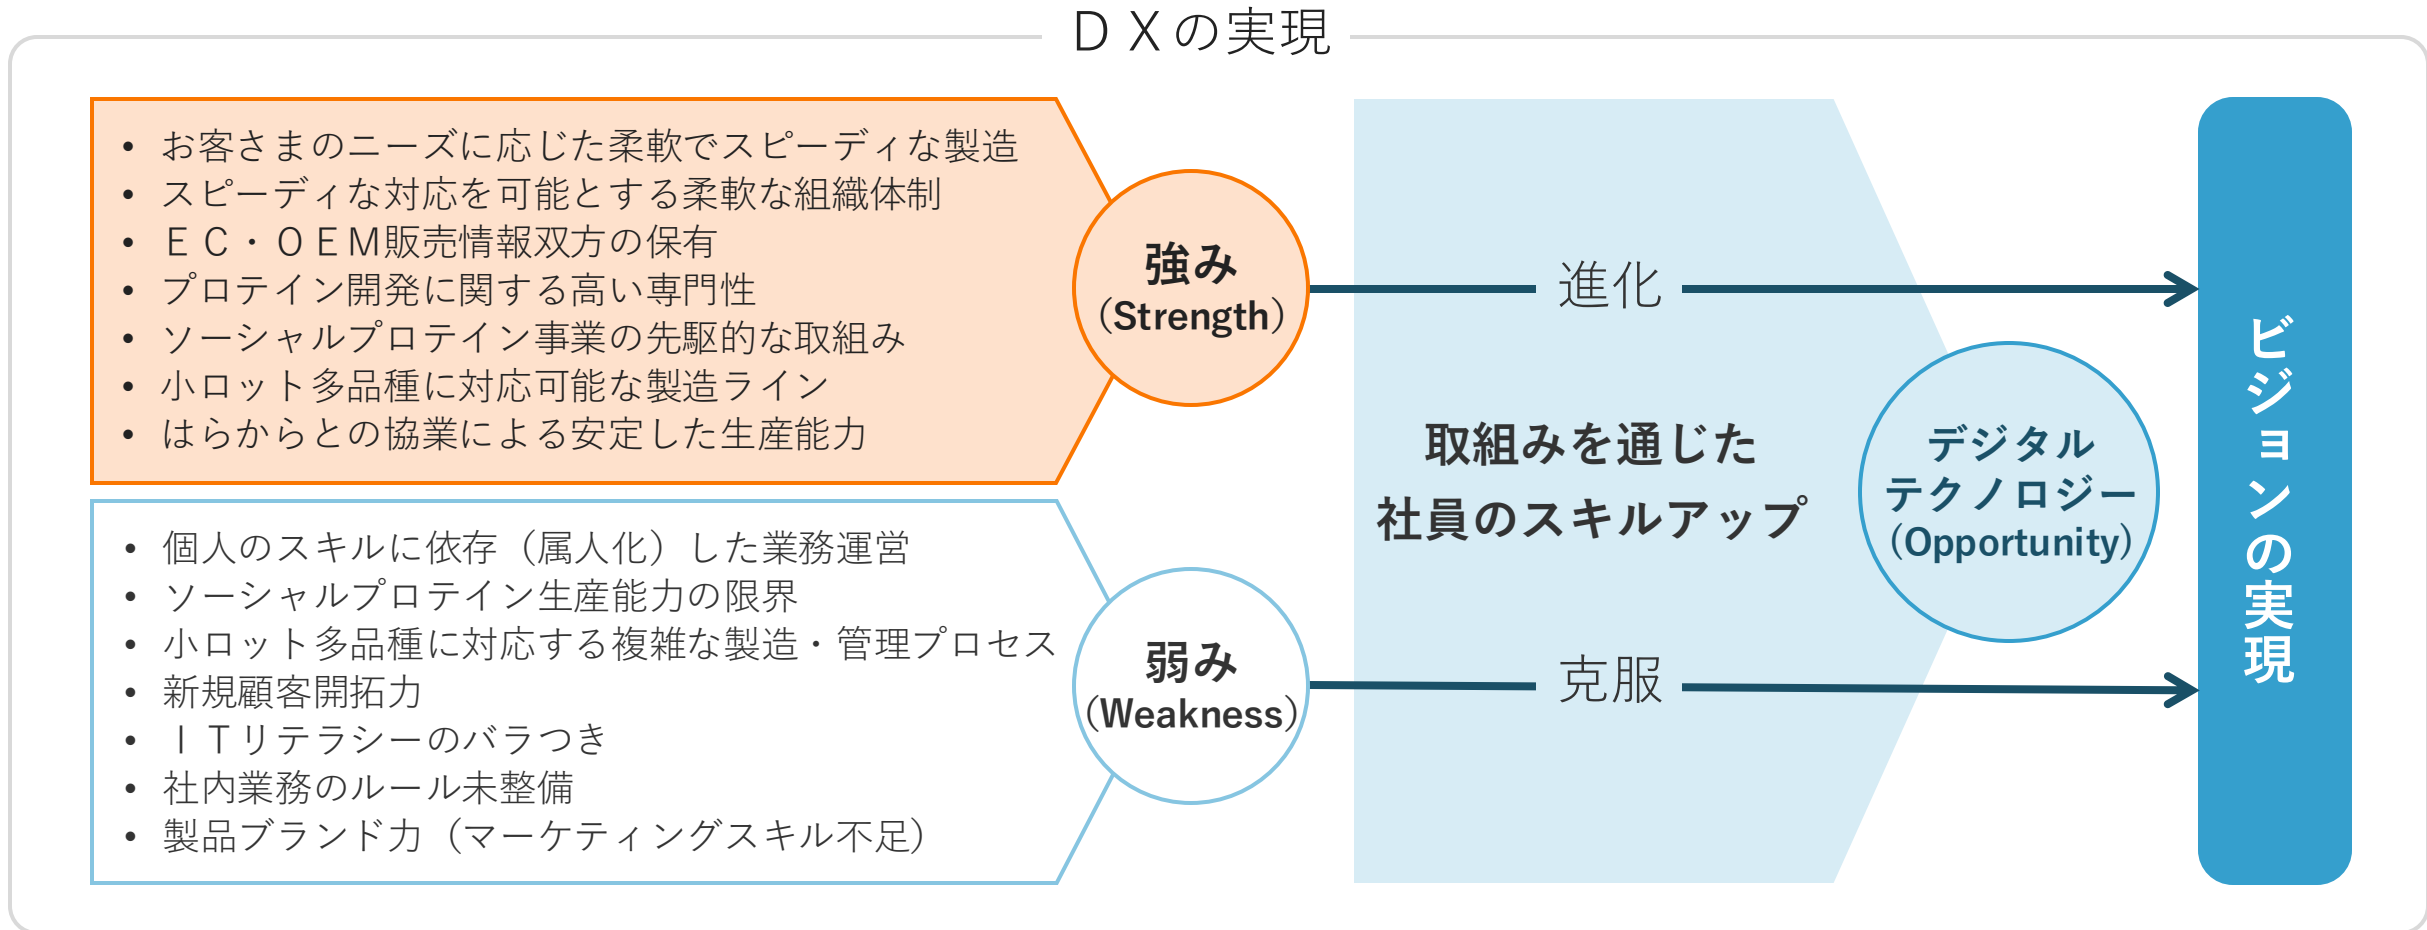 ＤＸの実現
• お客さまのニーズに応じた柔軟でスピーディな製造
• スピーディな対応を可能とする柔軟な組織体制
• ＥＣ・ＯＥＭ販売情報双方の保有
• プロテイン開発に関する高い専門性
• ソーシャルプロテイン事業の先駆的な取組み
• 小ロット多品種に対応可能な製造ライン
• はらからとの協業による安定した生産能力
強み
（Strength）
• 個人のスキルに依存（属人化）した業務運営
• ソーシャルプロテイン生産能力の限界
• 小ロット多品種に対応する複雑な製造・管理プロセス
• 新規顧客開拓力
• ＩＴリテラシーのバラつき
• 社内業務のルール未整備
• 製品ブランド力（マーケティングスキル不足）
弱み
（Weakness）
進化
取組みを通じた
社員のスキルアップ
克服
デジタル
テクノロジー
（Opportunity）
ビジョンの実現